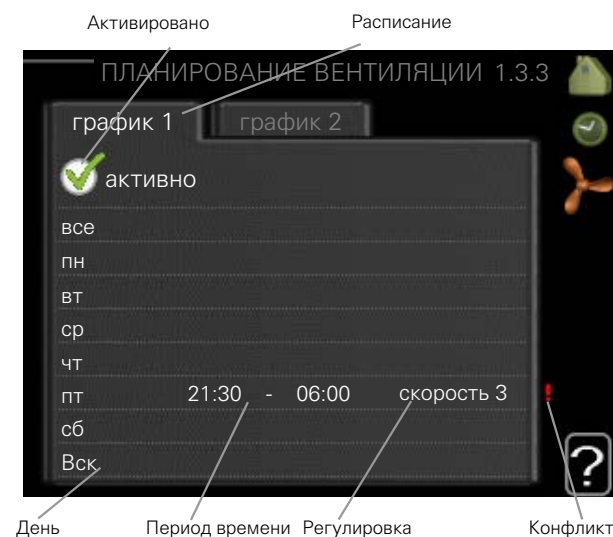 Активировано Расписание
ПЛАНИРОВАНИЕ ВЕНТИЛЯЦИИ 1.3.3
график 1 график 2
активно
все
пн
вт
ср
чт
пт 21:30 - 06:00 скорость 3 !
сб
Вск
?
День Период времени Регулировка Конфликт